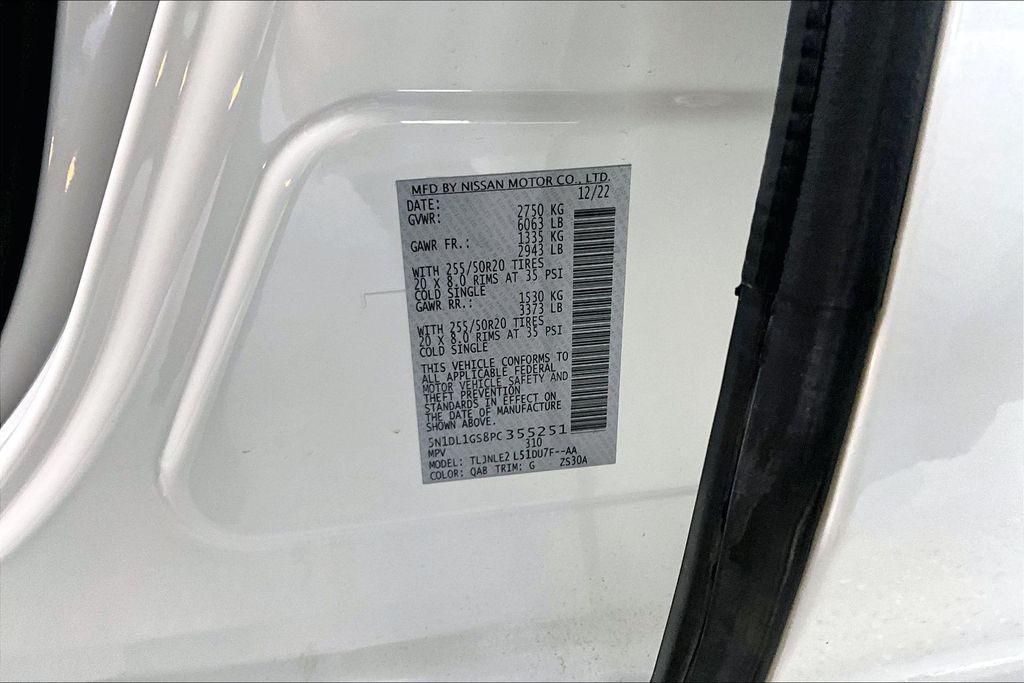 MFD BY NISSAN MOTOR CO., LTD.
DATE: 12/22
GVWR: 2750 KG
6063 LB
GAWR FR.: 1335 KG
2943 LB
WITH 255/50R20 TIRES
20 X 8.0 RIMS AT 35 PSI
COLD SINGLE
GAWR RR.: 1530 KG
3373 LB
WITH 255/50R20 TIRES
20 X 8.0 RIMS AT 35 PSI
COLD SINGLE
THIS VEHICLE CONFORMS TO
ALL APPLICABLE FEDERAL
MOTOR VEHICLE SAFETY AND
THEFT PREVENTION
STANDARDS IN EFFECT ON
THE DATE OF MANUFACTURE
SHOWN ABOVE.
5N1DL1GS8PC355251
MPV 310
MODEL: TLJNLE2 L51DU7F--AA
COLOR: QAB TRIM: G ZS30A